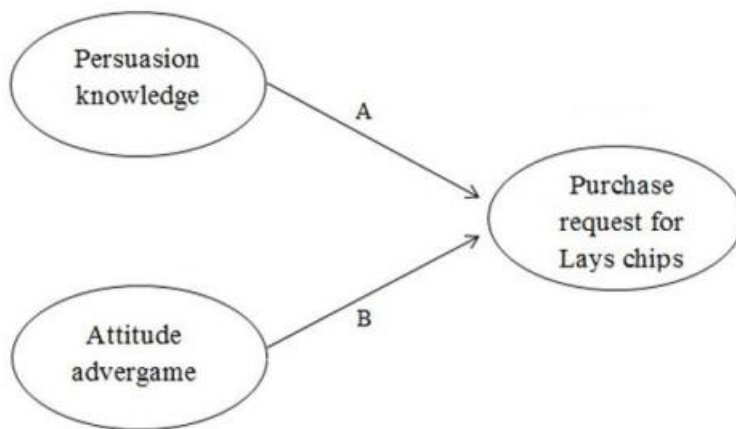 Persuasion
knowledge
A
Purchase
request for
Lays chips
B
Attitude
advergame